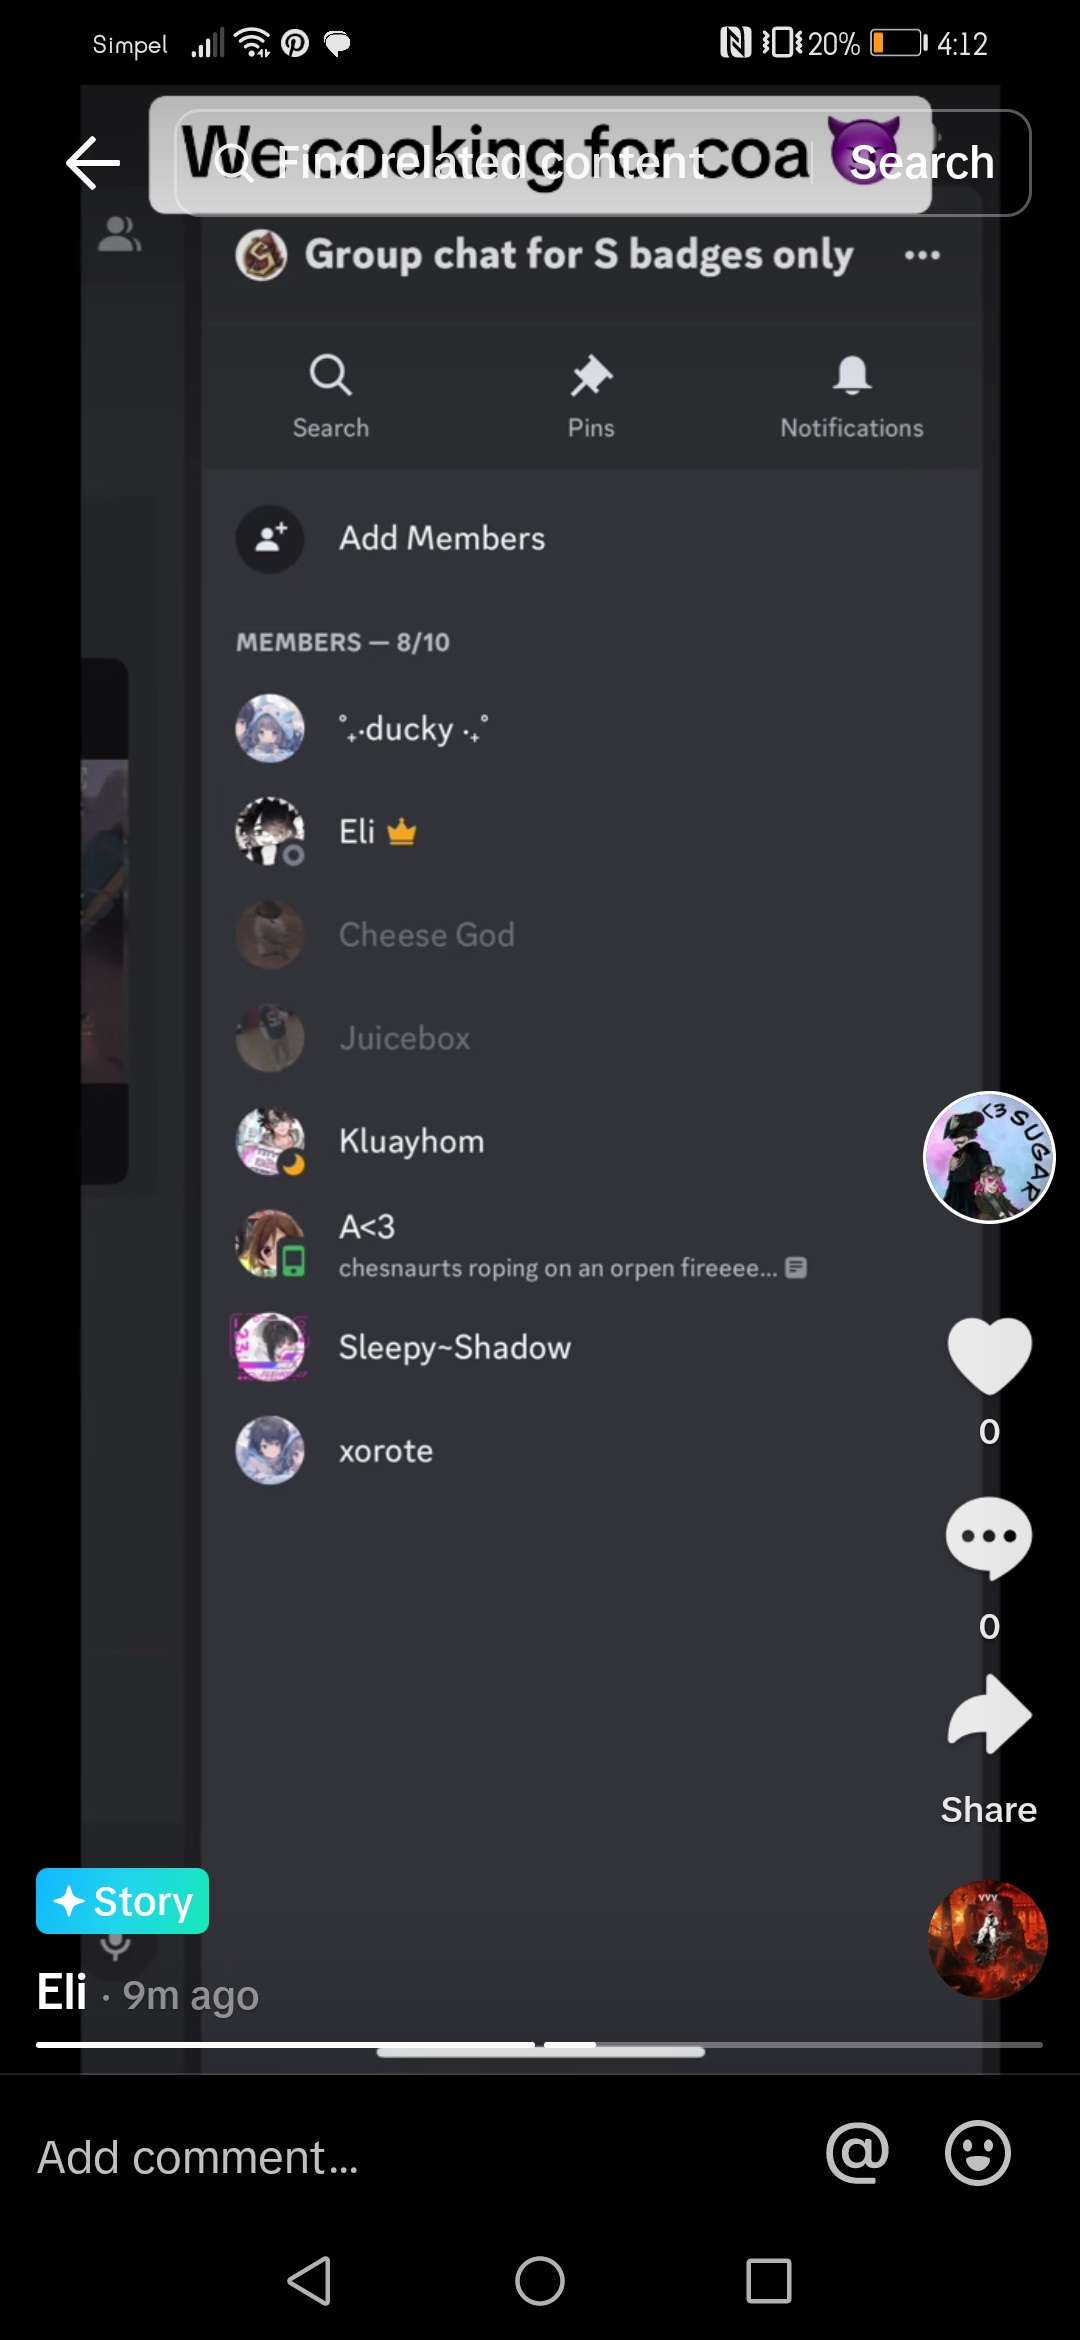 Simpel 20% 4:12
We cooking for coa 😈
Find related content Search
Group chat for S badges only
Search Pins Notifications
Add Members
MEMBERS — 8/10
˚₊‧ducky ‧₊˚
Eli
Cheese God
Juicebox
<3 SUGAR
Kluayhom
A<3
chesnaurts roping on an orpen fireeee...
Sleepy~Shadow
xorote
0
0
Share
Story
Eli · 9m ago
Add comment...